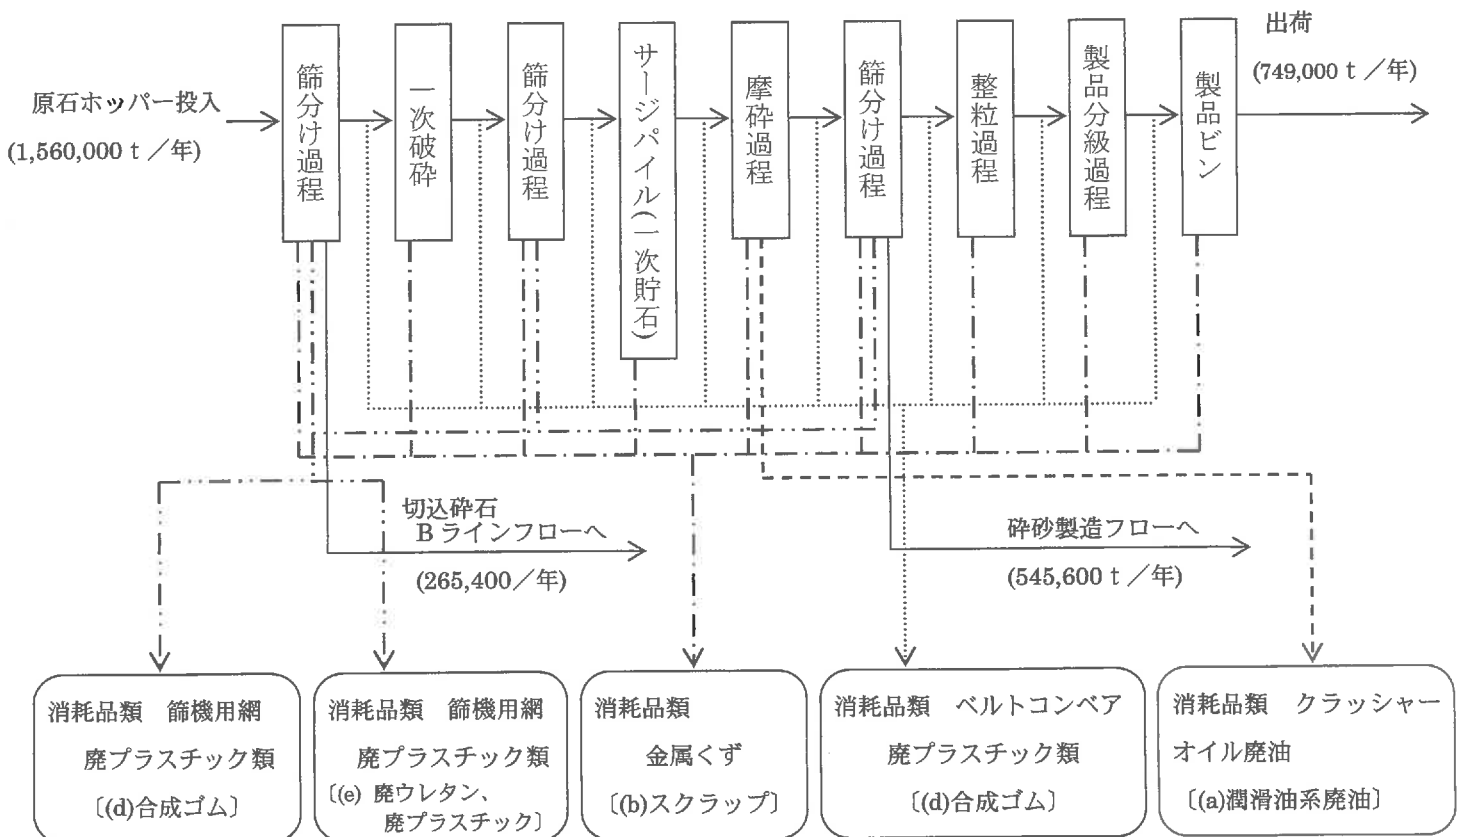 原石ホッパー投入
(1,560,000 t ／年)
篩分け過程
一次破砕
篩分け過程
サージパイル(一次貯石)
摩砕過程
篩分け過程
整粒過程
製品分級過程
製品ビン
出荷
(749,000 t ／年)
切込砕石
Bラインフローへ
(265,400／年)
砕砂製造フローへ
(545,600 t ／年)
消耗品類　篩機用網
廃プラスチック類
〔(d)合成ゴム〕
消耗品類　篩機用網
廃プラスチック類
〔(e) 廃ウレタン、
廃プラスチック〕
消耗品類
金属くず
〔(b)スクラップ〕
消耗品類　ベルトコンベア
廃プラスチック類
〔(d)合成ゴム〕
消耗品類　クラッシャー
オイル廃油
〔(a)潤滑油系廃油〕